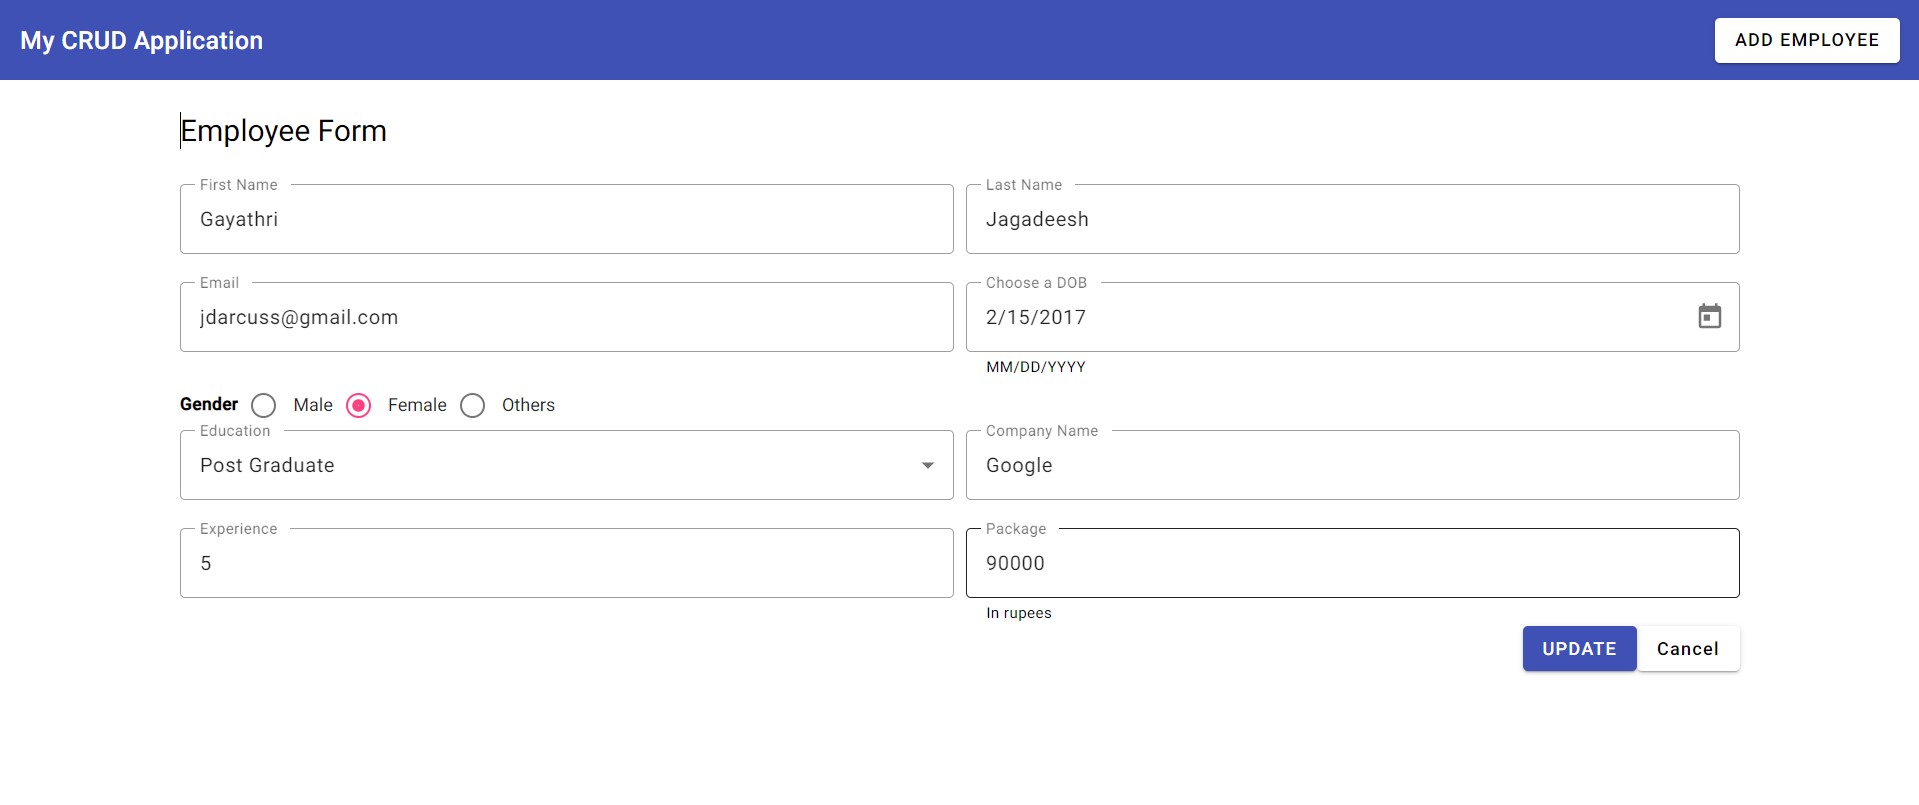 My CRUD Application
ADD EMPLOYEE
Employee Form
First Name
Gayathri
Last Name
Jagadeesh
Email
jdarcuss@gmail.com
Choose a DOB
2/15/2017
MM/DD/YYYY
Gender Male Female Others
Education
Post Graduate
Company Name
Google
Experience
5
Package
90000
In rupees
UPDATE Cancel